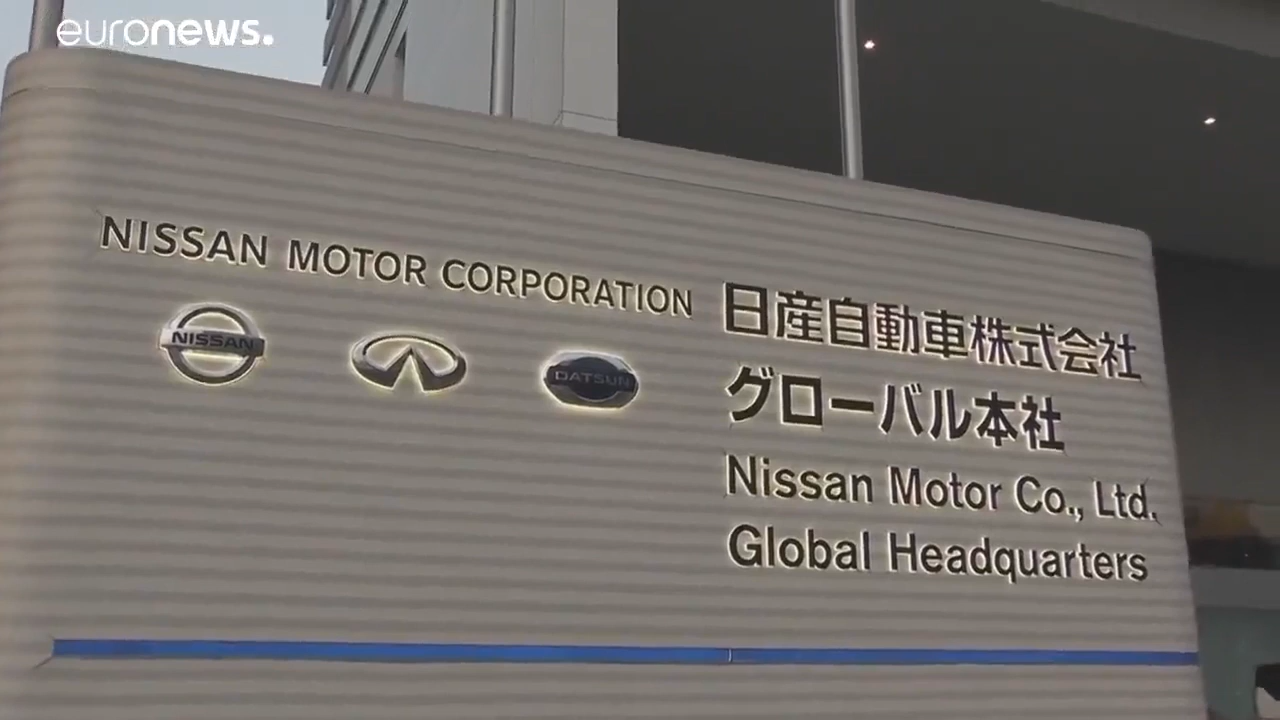 euronews.
NISSAN MOTOR CORPORATION
NISSAN
DATSUN
日産自動車株式会社
グローバル本社
Nissan Motor Co., Ltd.
Global Headquarters